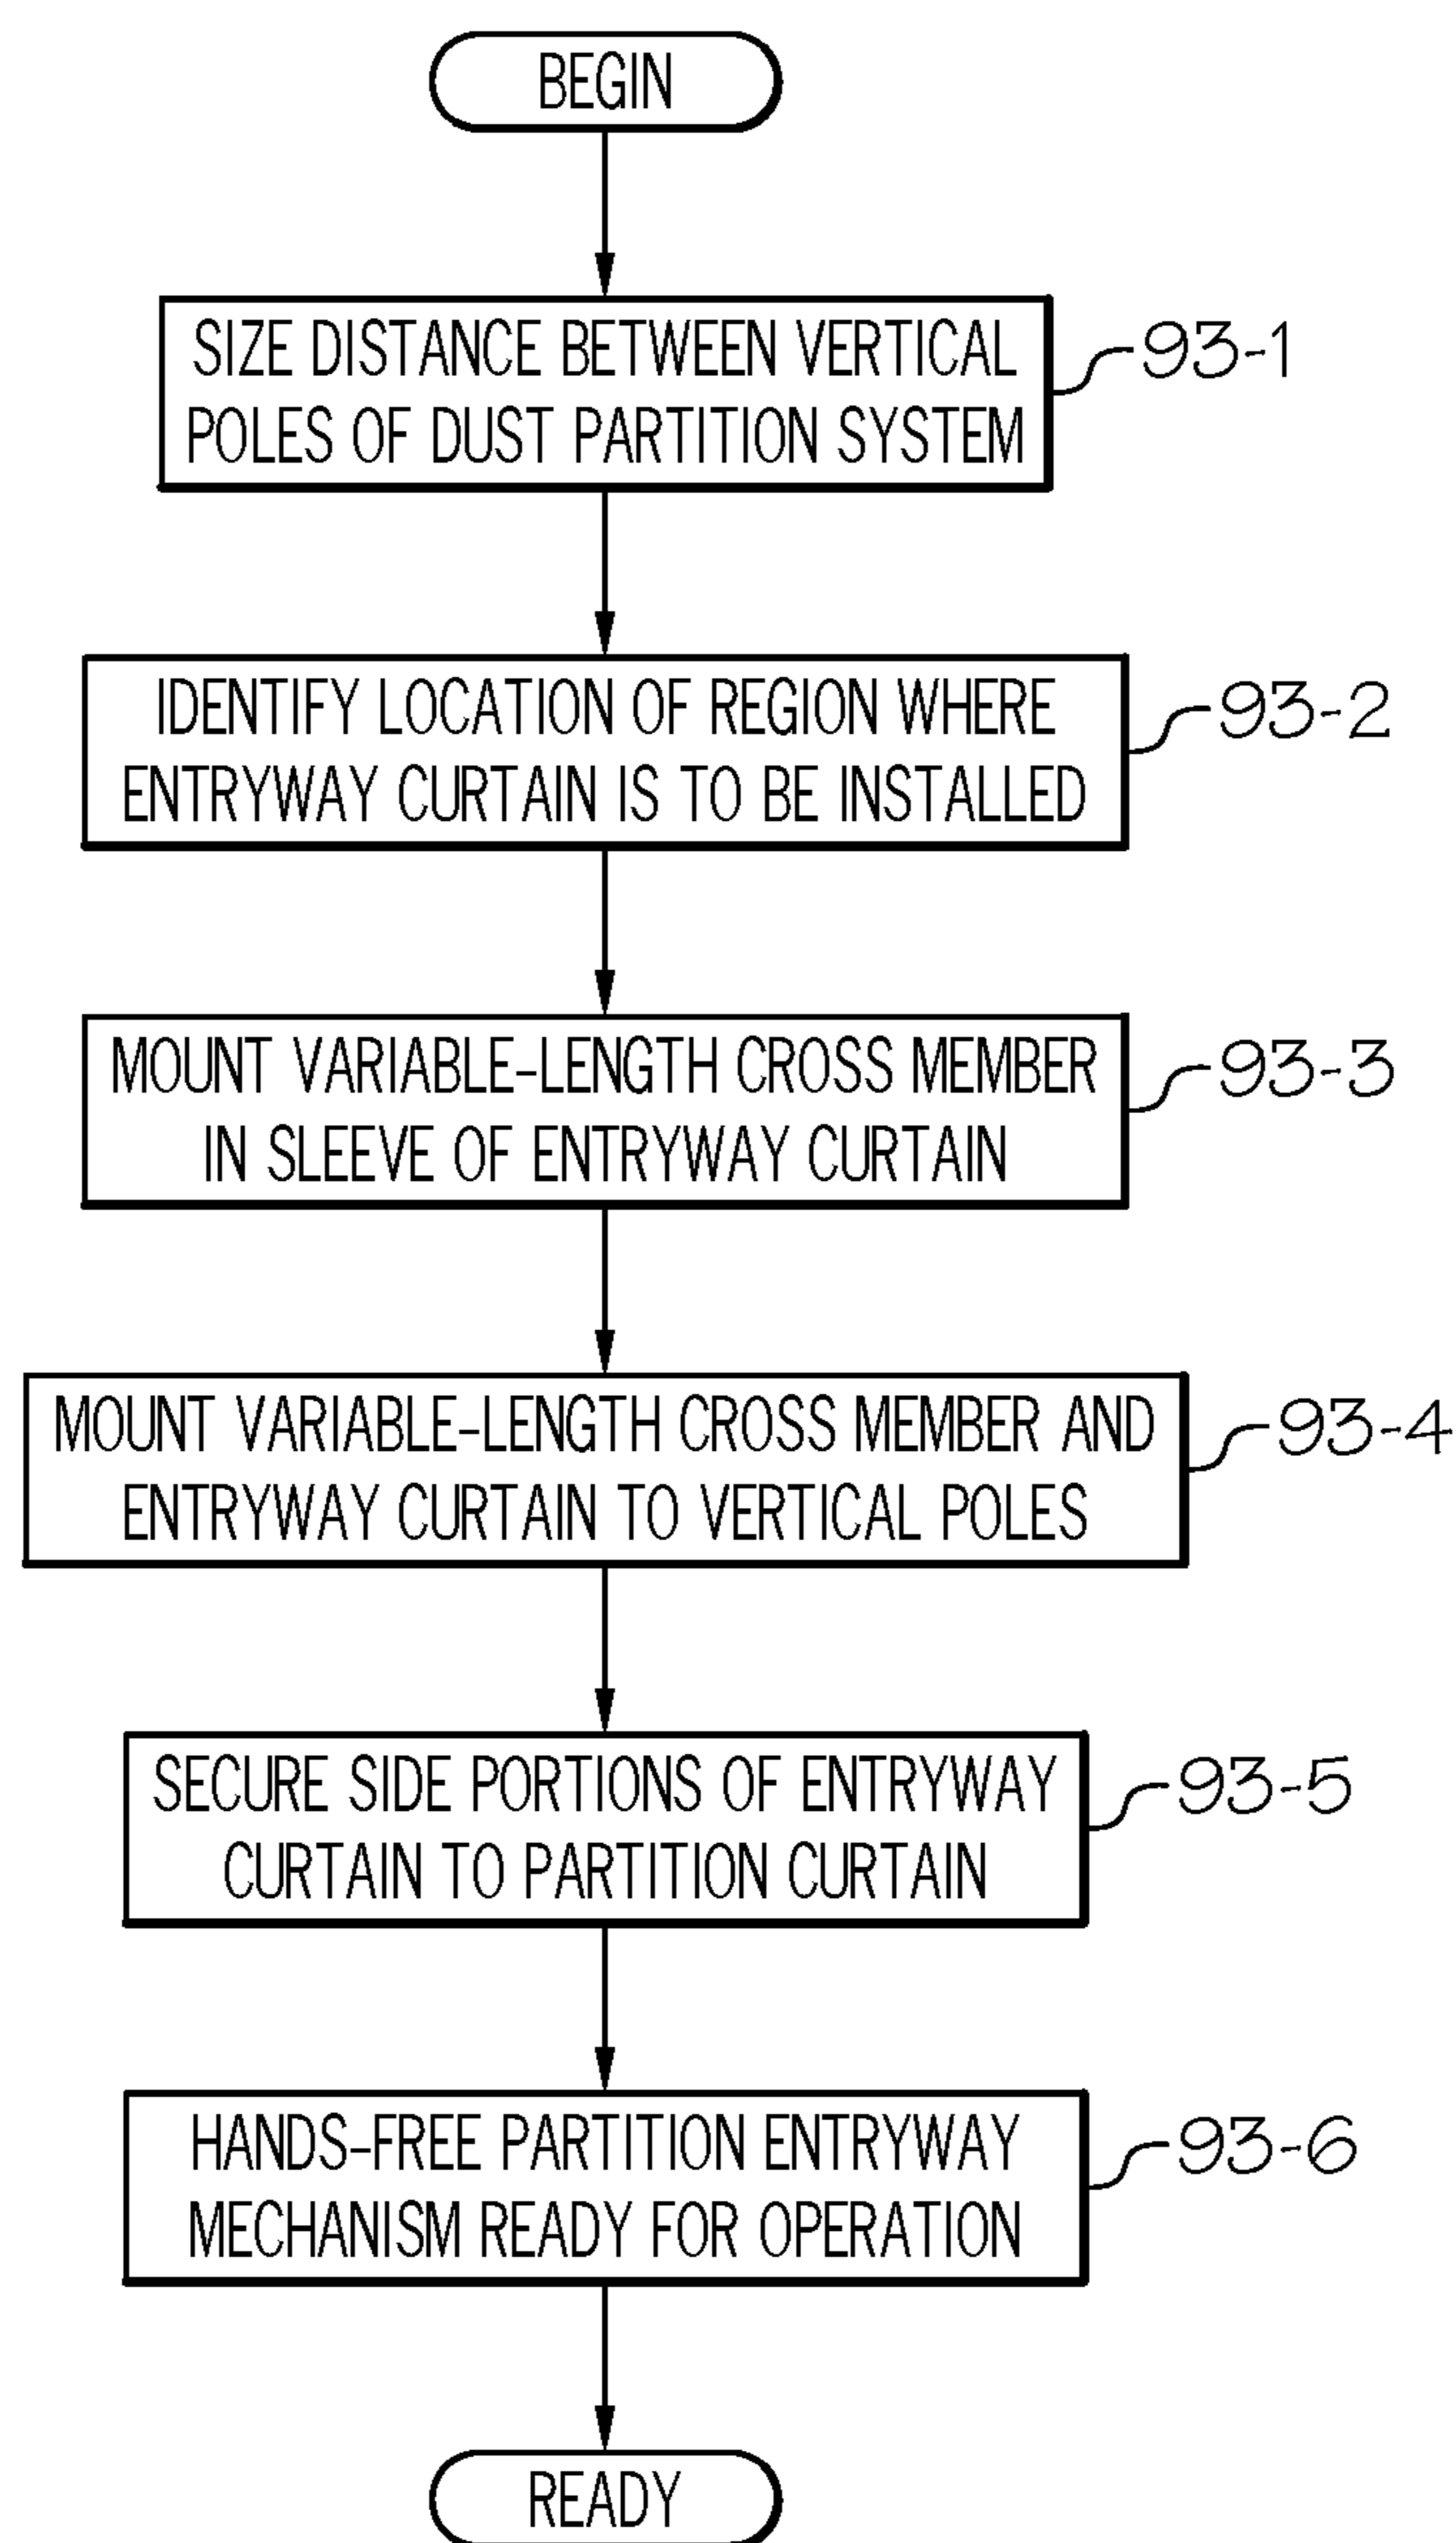 BEGIN
SIZE DISTANCE BETWEEN VERTICAL
POLES OF DUST PARTITION SYSTEM
93-1
IDENTIFY LOCATION OF REGION WHERE
ENTRYWAY CURTAIN IS TO BE INSTALLED
93-2
MOUNT VARIABLE-LENGTH CROSS MEMBER
IN SLEEVE OF ENTRYWAY CURTAIN
93-3
MOUNT VARIABLE-LENGTH CROSS MEMBER AND
ENTRYWAY CURTAIN TO VERTICAL POLES
93-4
SECURE SIDE PORTIONS OF ENTRYWAY
CURTAIN TO PARTITION CURTAIN
93-5
HANDS-FREE PARTITION ENTRYWAY
MECHANISM READY FOR OPERATION
93-6
READY